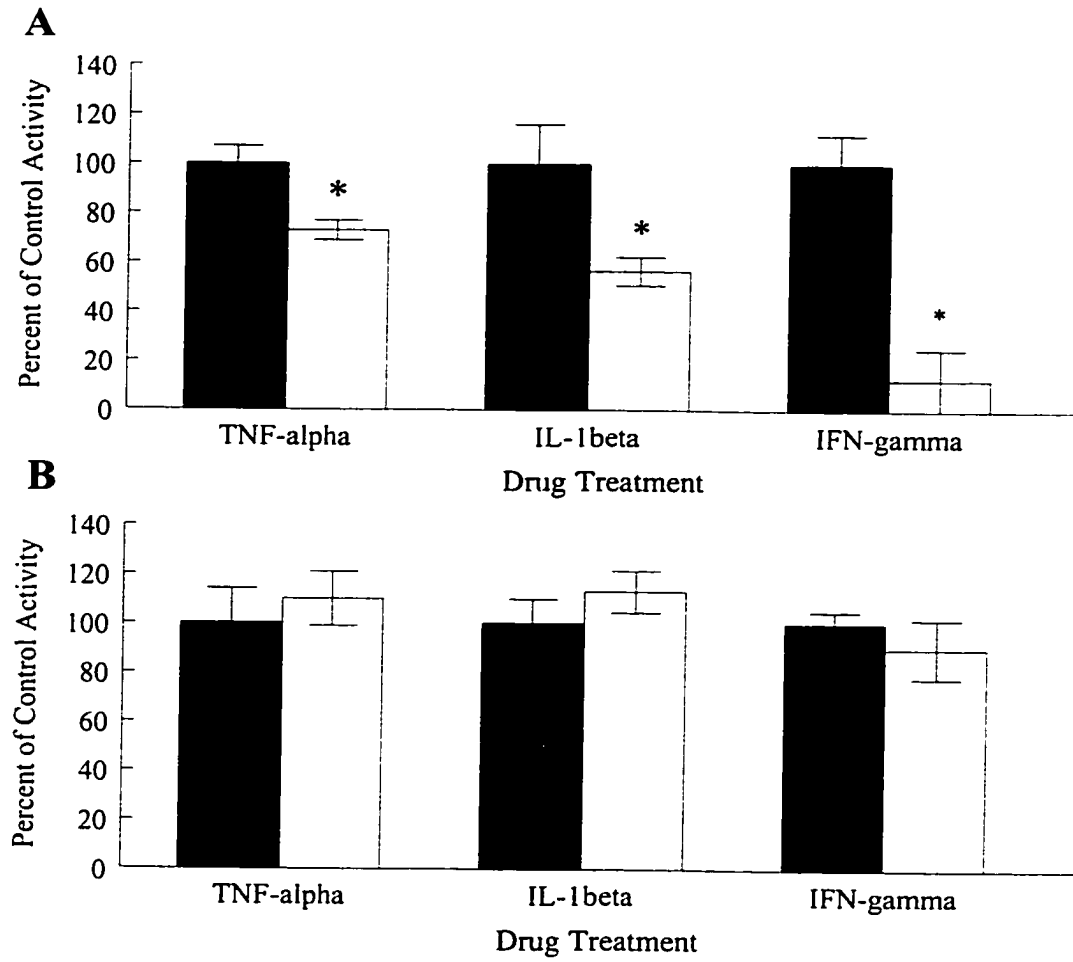 A
Percent of Control Activity
140
120
100
80
60
40
20
0
*
*
*
TNF-alpha IL-1beta IFN-gamma
Drug Treatment
B
Percent of Control Activity
140
120
100
80
60
40
20
0
TNF-alpha IL-1beta IFN-gamma
Drug Treatment